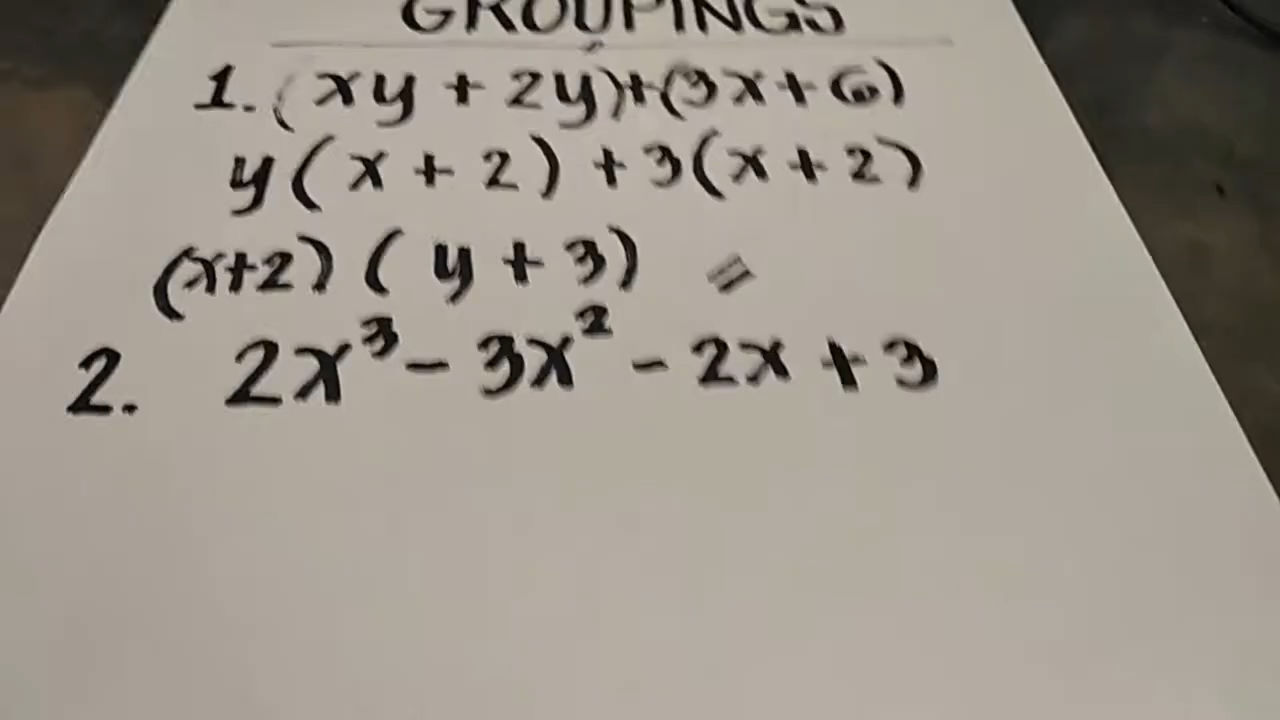 GROUPINGS
1. (xy + 2y)+(3x+6)
y(x + 2) + 3(x + 2)
(x+2) (y + 3) =
2. 2x³ - 3x² - 2x + 3